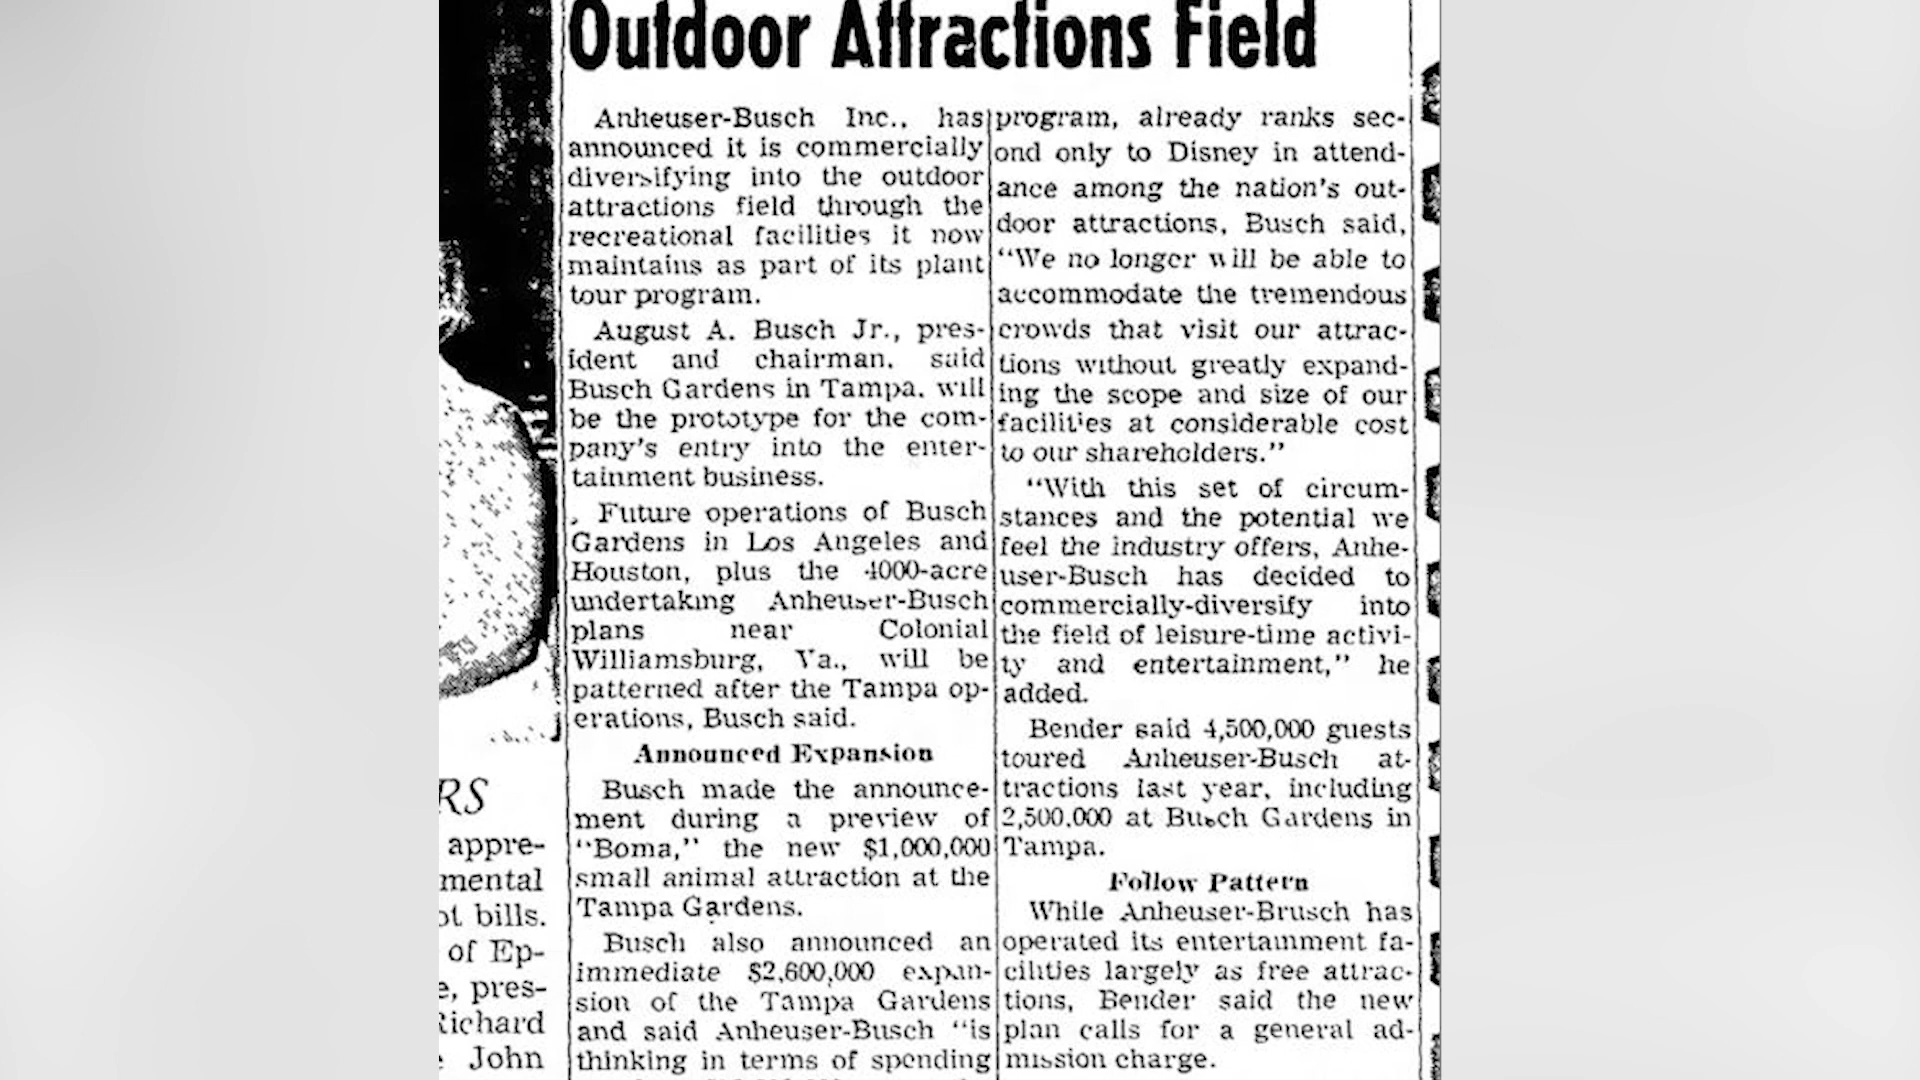 Outdoor Attractions Field
Anheuser-Busch Inc., has
announced it is commercially
diversifying into the outdoor
attractions field through the
recreational facilities it now
maintains as part of its plant
tour program.
August A. Busch Jr., pres-
ident and chairman, said
Busch Gardens in Tampa, will
be the prototype for the com-
pany's entry into the enter-
tainment business.
Future operations of Busch
Gardens in Los Angeles and
Houston, plus the 4000-acre
undertaking Anheuser-Busch
plans near Colonial
Williamsburg, Va., will be
patterned after the Tampa op-
erations, Busch said.
Announced Expansion
Busch made the announce-
ment during a preview of
"Boma," the new $1,000,000
small animal attraction at the
Tampa Gardens.
Busch also announced an
immediate $2,600,000 expan-
sion of the Tampa Gardens
and said Anheuser-Busch "is
thinking in terms of spending
program, already ranks sec-
ond only to Disney in attend-
ance among the nation's out-
door attractions, Busch said,
"We no longer will be able to
accommodate the tremendous
crowds that visit our attrac-
tions without greatly expand-
ing the scope and size of our
facilities at considerable cost
to our shareholders."
"With this set of circum-
stances and the potential we
feel the industry offers, Anhe-
user-Busch has decided to
commercially-diversify into
the field of leisure-time activi-
ty and entertainment," he
added.
Bender said 4,500,000 guests
toured Anheuser-Busch at-
tractions last year, including
2,500,000 at Busch Gardens in
Tampa.
Follow Pattern
While Anheuser-Brusch has
operated its entertainment fa-
cilities largely as free attrac-
tions, Bender said the new
plan calls for a general ad-
mission charge.
RS
appre-
mental
ot bills.
of Ep-
e, pres-
Richard
John